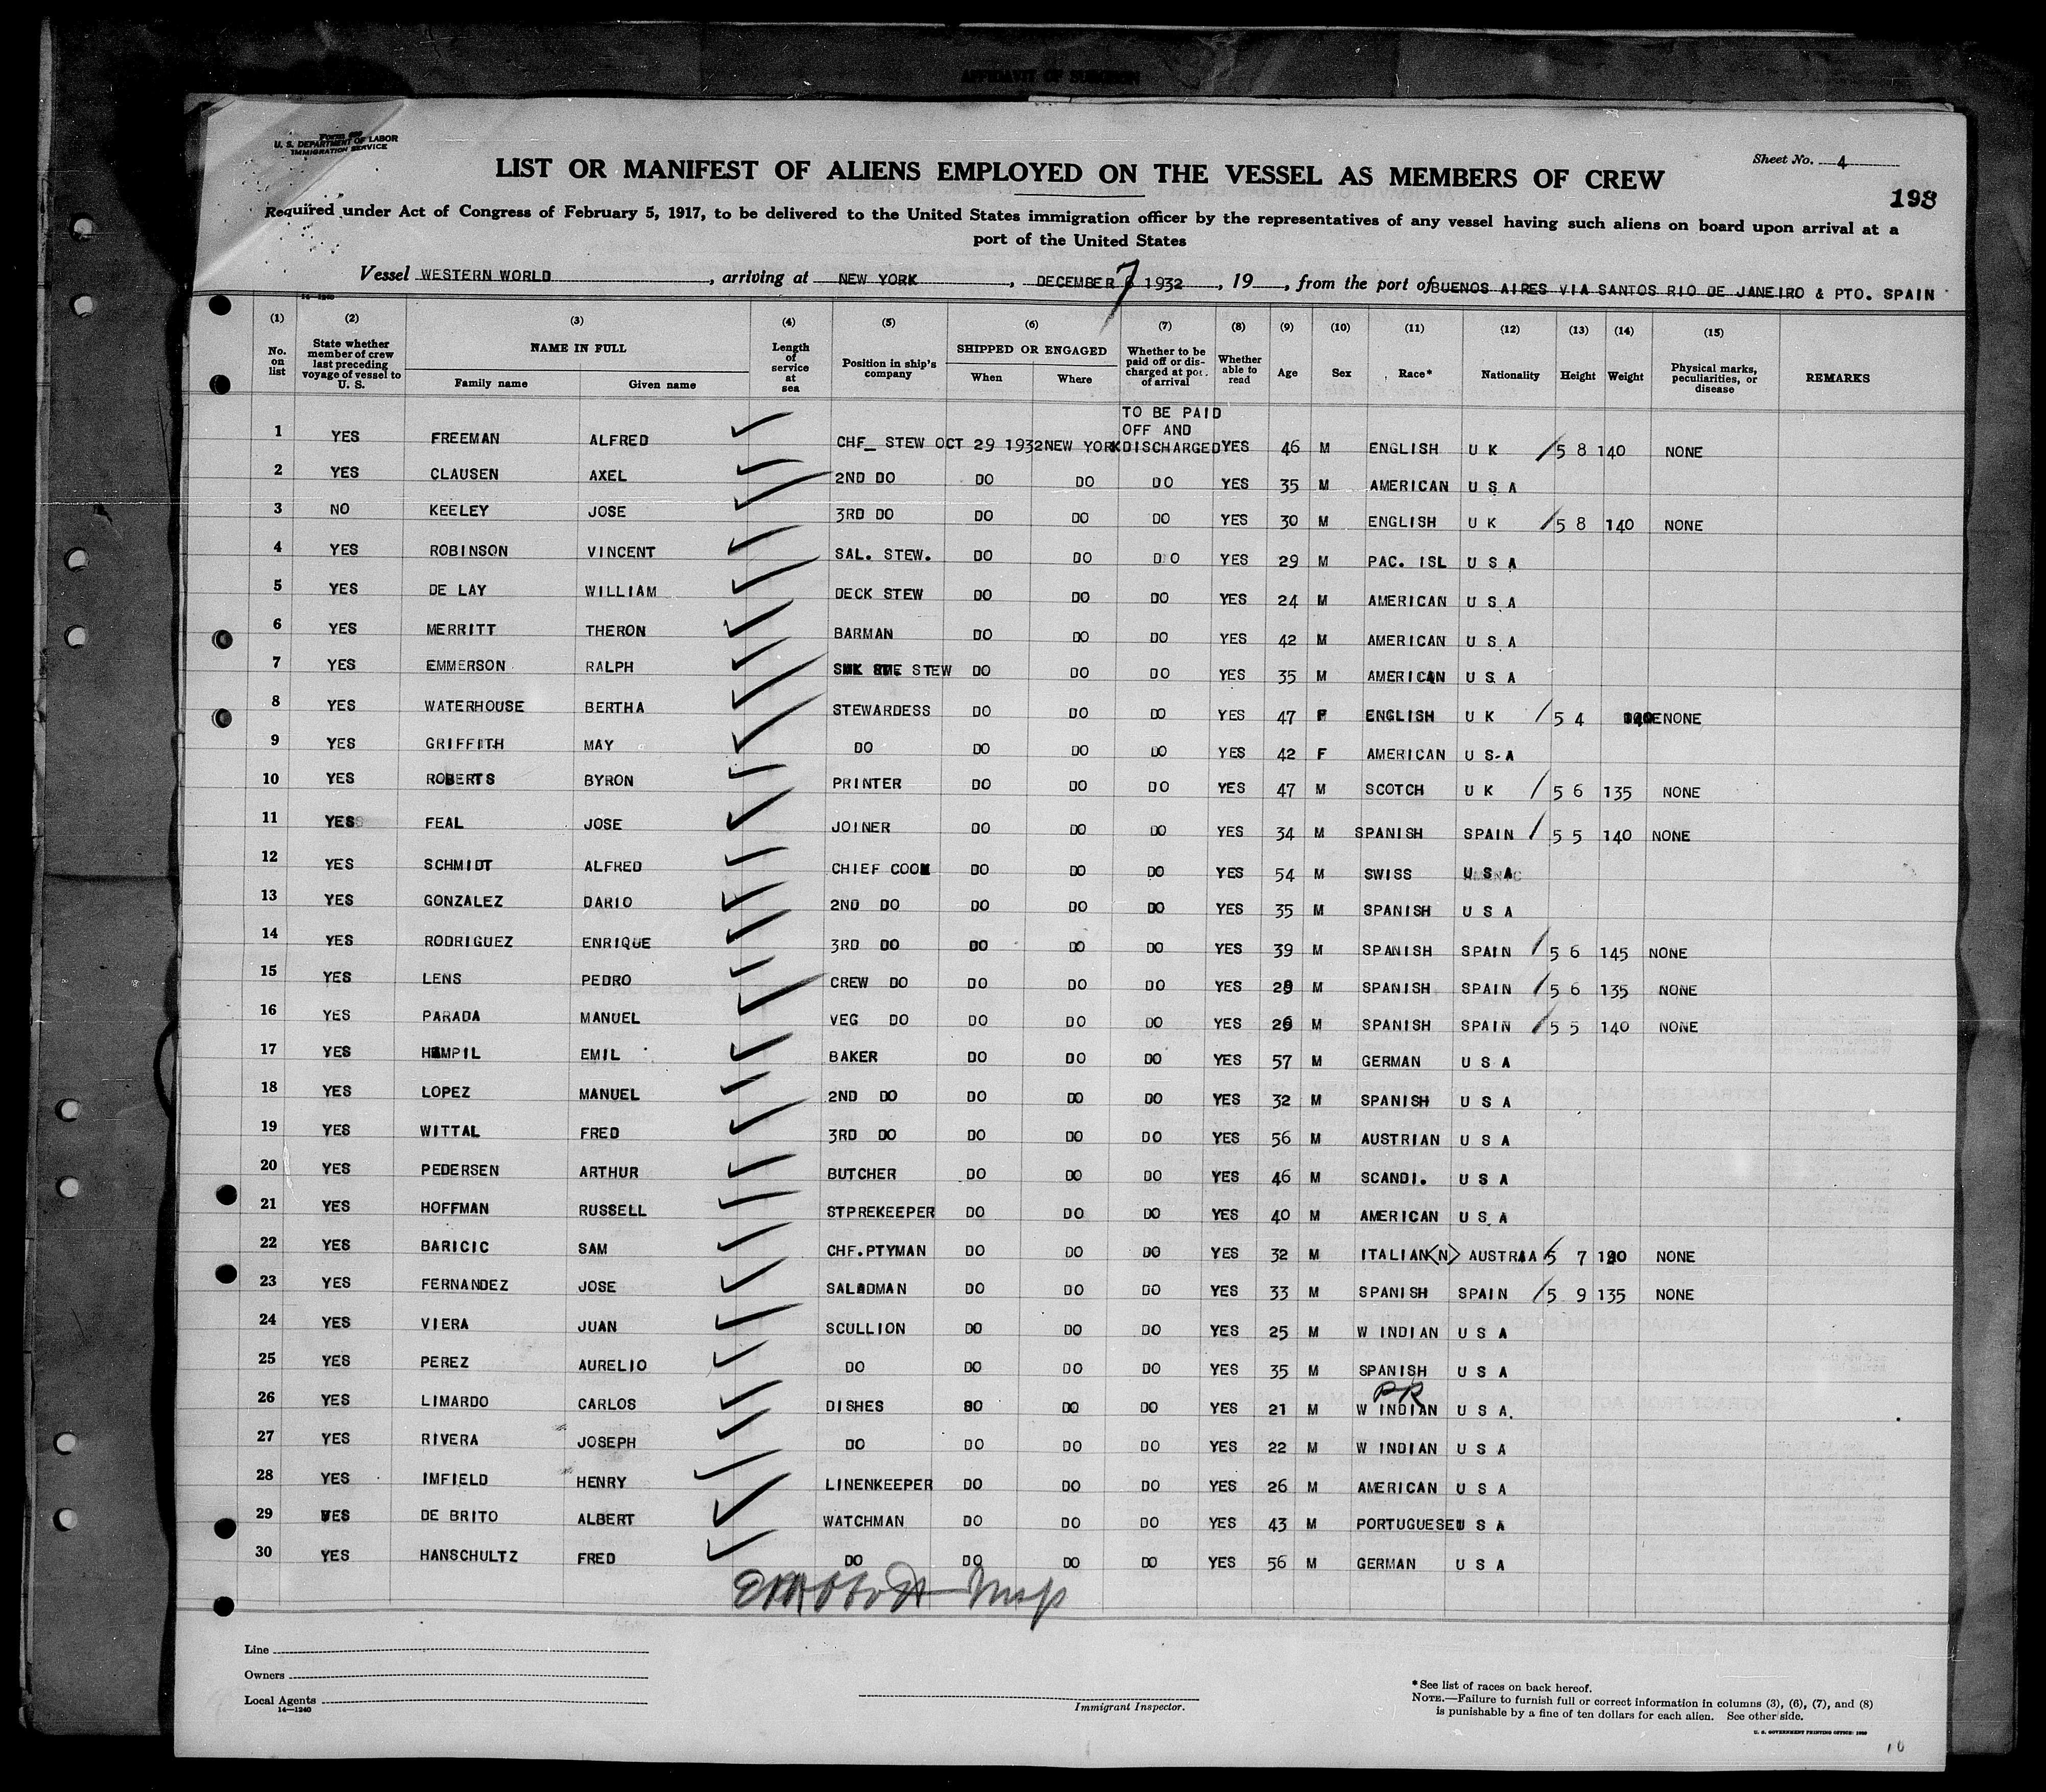 AFFIDAVIT OF SURGEON
U. S. DEPARTMENT OF LABOR
IMMIGRATION SERVICE
Sheet No. 4
LIST OR MANIFEST OF ALIENS EMPLOYED ON THE VESSEL AS MEMBERS OF CREW
198
Required under Act of Congress of February 5, 1917, to be delivered to the United States immigration officer by the representatives of any vessel having such aliens on board upon arrival at a
port of the United States
Vessel WESTERN WORLD, arriving at NEW YORK, DECEMBER 7 1932, 19, from the port of BUENOS AIRES VIA SANTOS RIO DE JANEIRO & PTO. SPAIN
14-1240
(1) (2) (3) (4) (5) (6) (7) (8) (9) (10) (11) (12) (13) (14) (15)
No. on list State whether member of crew last preceding voyage of vessel to U. S. NAME IN FULL Family name Given name Length of service at sea Position in ship's company SHIPPED OR ENGAGED When Where Whether to be paid off or discharged at port of arrival Whether able to read Age Sex Race* Nationality Height Weight Physical marks, peculiarities, or disease REMARKS
TO BE PAID
OFF AND
1 YES FREEMAN ALFRED CHF_ STEW OCT 29 1932 NEW YORK DISCHARGED YES 46 M ENGLISH U K 5 8 140 NONE
2 YES CLAUSEN AXEL 2ND DO DO DO DO YES 35 M AMERICAN U S A
3 NO KEELEY JOSE 3RD DO DO DO DO YES 30 M ENGLISH U K 5 8 140 NONE
4 YES ROBINSON VINCENT SAL. STEW. DO DO DO YES 29 M PAC. ISL U S A
5 YES DE LAY WILLIAM DECK STEW DO DO DO YES 24 M AMERICAN U S A
6 YES MERRITT THERON BARMAN DO DO DO YES 42 M AMERICAN U S A
7 YES EMMERSON RALPH SMK RM. STEW DO DO DO YES 35 M AMERICAN U S A
8 YES WATERHOUSE BERTHA STEWARDESS DO DO DO YES 47 F ENGLISH U K 5 4 NONE
9 YES GRIFFITH MAY DO DO DO DO YES 42 F AMERICAN U S A
10 YES ROBERTS BYRON PRINTER DO DO DO YES 47 M SCOTCH U K 5 6 135 NONE
11 YES FEAL JOSE JOINER DO DO DO YES 34 M SPANISH SPAIN 5 5 140 NONE
12 YES SCHMIDT ALFRED CHIEF COOK DO DO DO YES 54 M SWISS U S A
13 YES GONZALEZ DARIO 2ND DO DO DO DO YES 35 M SPANISH U S A
14 YES RODRIGUEZ ENRIQUE 3RD DO DO DO DO YES 39 M SPANISH SPAIN 5 6 145 NONE
15 YES LENS PEDRO CREW DO DO DO DO YES M SPANISH SPAIN 5 6 135 NONE
16 YES PARADA MANUEL VEG DO DO DO DO YES 26 M SPANISH SPAIN 5 5 140 NONE
17 YES HAMPIL EMIL BAKER DO DO DO YES 57 M GERMAN U S A
18 YES LOPEZ MANUEL 2ND DO DO DO DO YES 32 M SPANISH U S A
19 YES WITTAL FRED 3RD DO DO DO DO YES 56 M AUSTRIAN U S A
20 YES PEDERSEN ARTHUR BUTCHER DO DO DO YES 46 M SCANDI. U S A
21 YES HOFFMAN RUSSELL STPREKEEPER DO DO DO YES 40 M AMERICAN U S A
22 YES BARICIC SAM CHF.PTYMAN DO DO DO YES 32 M ITALIAN (N) AUSTRIA 5 7 NONE
23 YES FERNANDEZ JOSE SALADMAN DO DO DO YES 33 M SPANISH SPAIN 5 9 135 NONE
24 YES VIERA JUAN SCULLION DO DO DO YES 25 M W INDIAN U S A
25 YES PEREZ AURELIO DO DO DO DO YES 35 M SPANISH U S A
PR
26 YES LIMARDO CARLOS DISHES DO DO DO YES 21 M W INDIAN U S A.
27 YES RIVERA JOSEPH DO DO DO DO YES 22 M W INDIAN U S A
28 YES IMFIELD HENRY LINENKEEPER DO DO DO YES 26 M AMERICAN U S A
29 YES DE BRITO ALBERT WATCHMAN DO DO DO YES 43 M PORTUGUESE U S A
30 YES HANSCHULTZ FRED DO DO DO DO YES 56 M GERMAN U S A
Line
Owners
Local Agents
14-1240
Immigrant Inspector.
*See list of races on back hereof.
NOTE.—Failure to furnish full or correct information in columns (3), (6), (7), and (8)
is punishable by a fine of ten dollars for each alien. See other side.
10